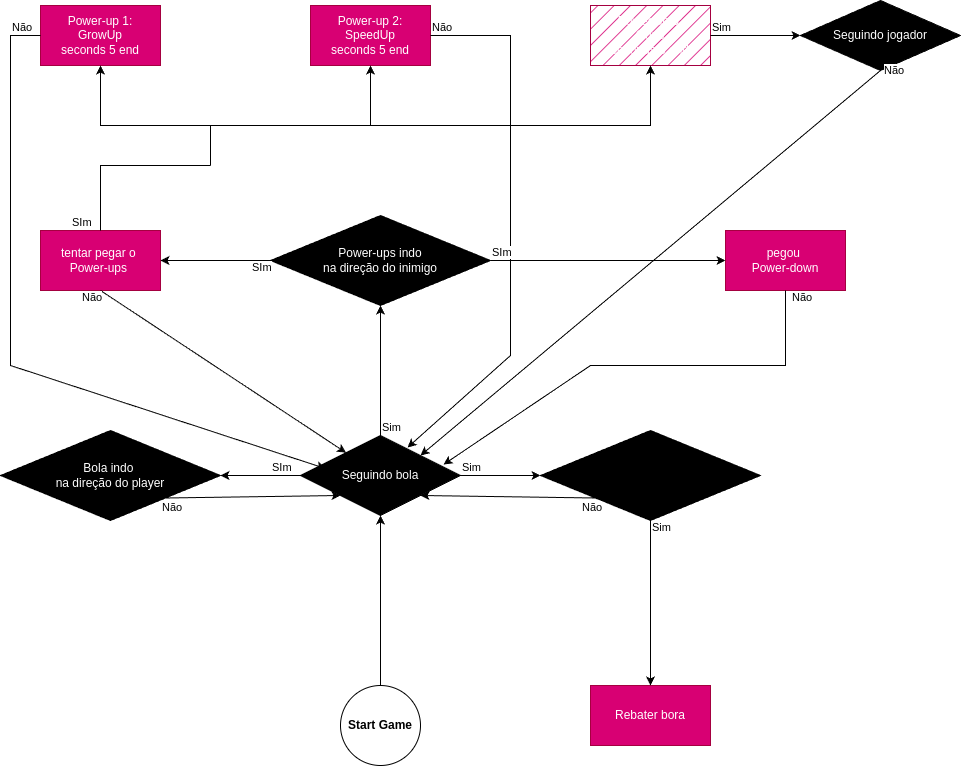 Não
Power-up 1:
GrowUp
seconds 5 end
Power-up 2:
SpeedUp
seconds 5 end
Não
Sim
Seguindo jogador
Não
SIm
tentar pegar o
Power-ups
Não
SIm
Power-ups indo
na direção do inimigo
SIm
pegou
Power-down
Não
Sim
Bola indo
na direção do player
SIm
Não
Seguindo bola
Sim
Não
Sim
Start Game
Rebater bora